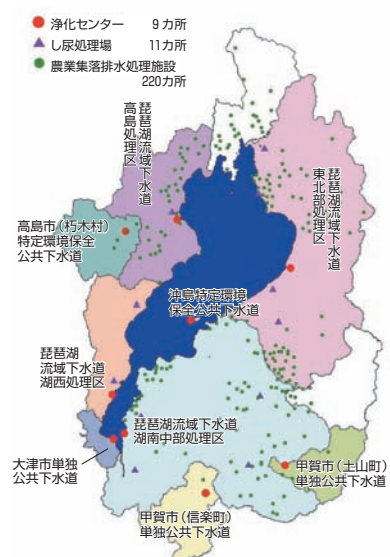 浄化センター 9カ所
し尿処理場 11カ所
農業集落排水処理施設
220カ所
琵琶湖流域下水道
高島処理区
琵琶湖流域下水道
東北部処理区
高島市(朽木村)
特定環境保全
公共下水道
沖島特定環境
保全公共下水道
琵琶湖
流域下水道
湖西処理区
琵琶湖流域下水道
湖南中部処理区
大津市単独
公共下水道
甲賀市(土山町)
単独公共下水道
甲賀市(信楽町)
単独公共下水道